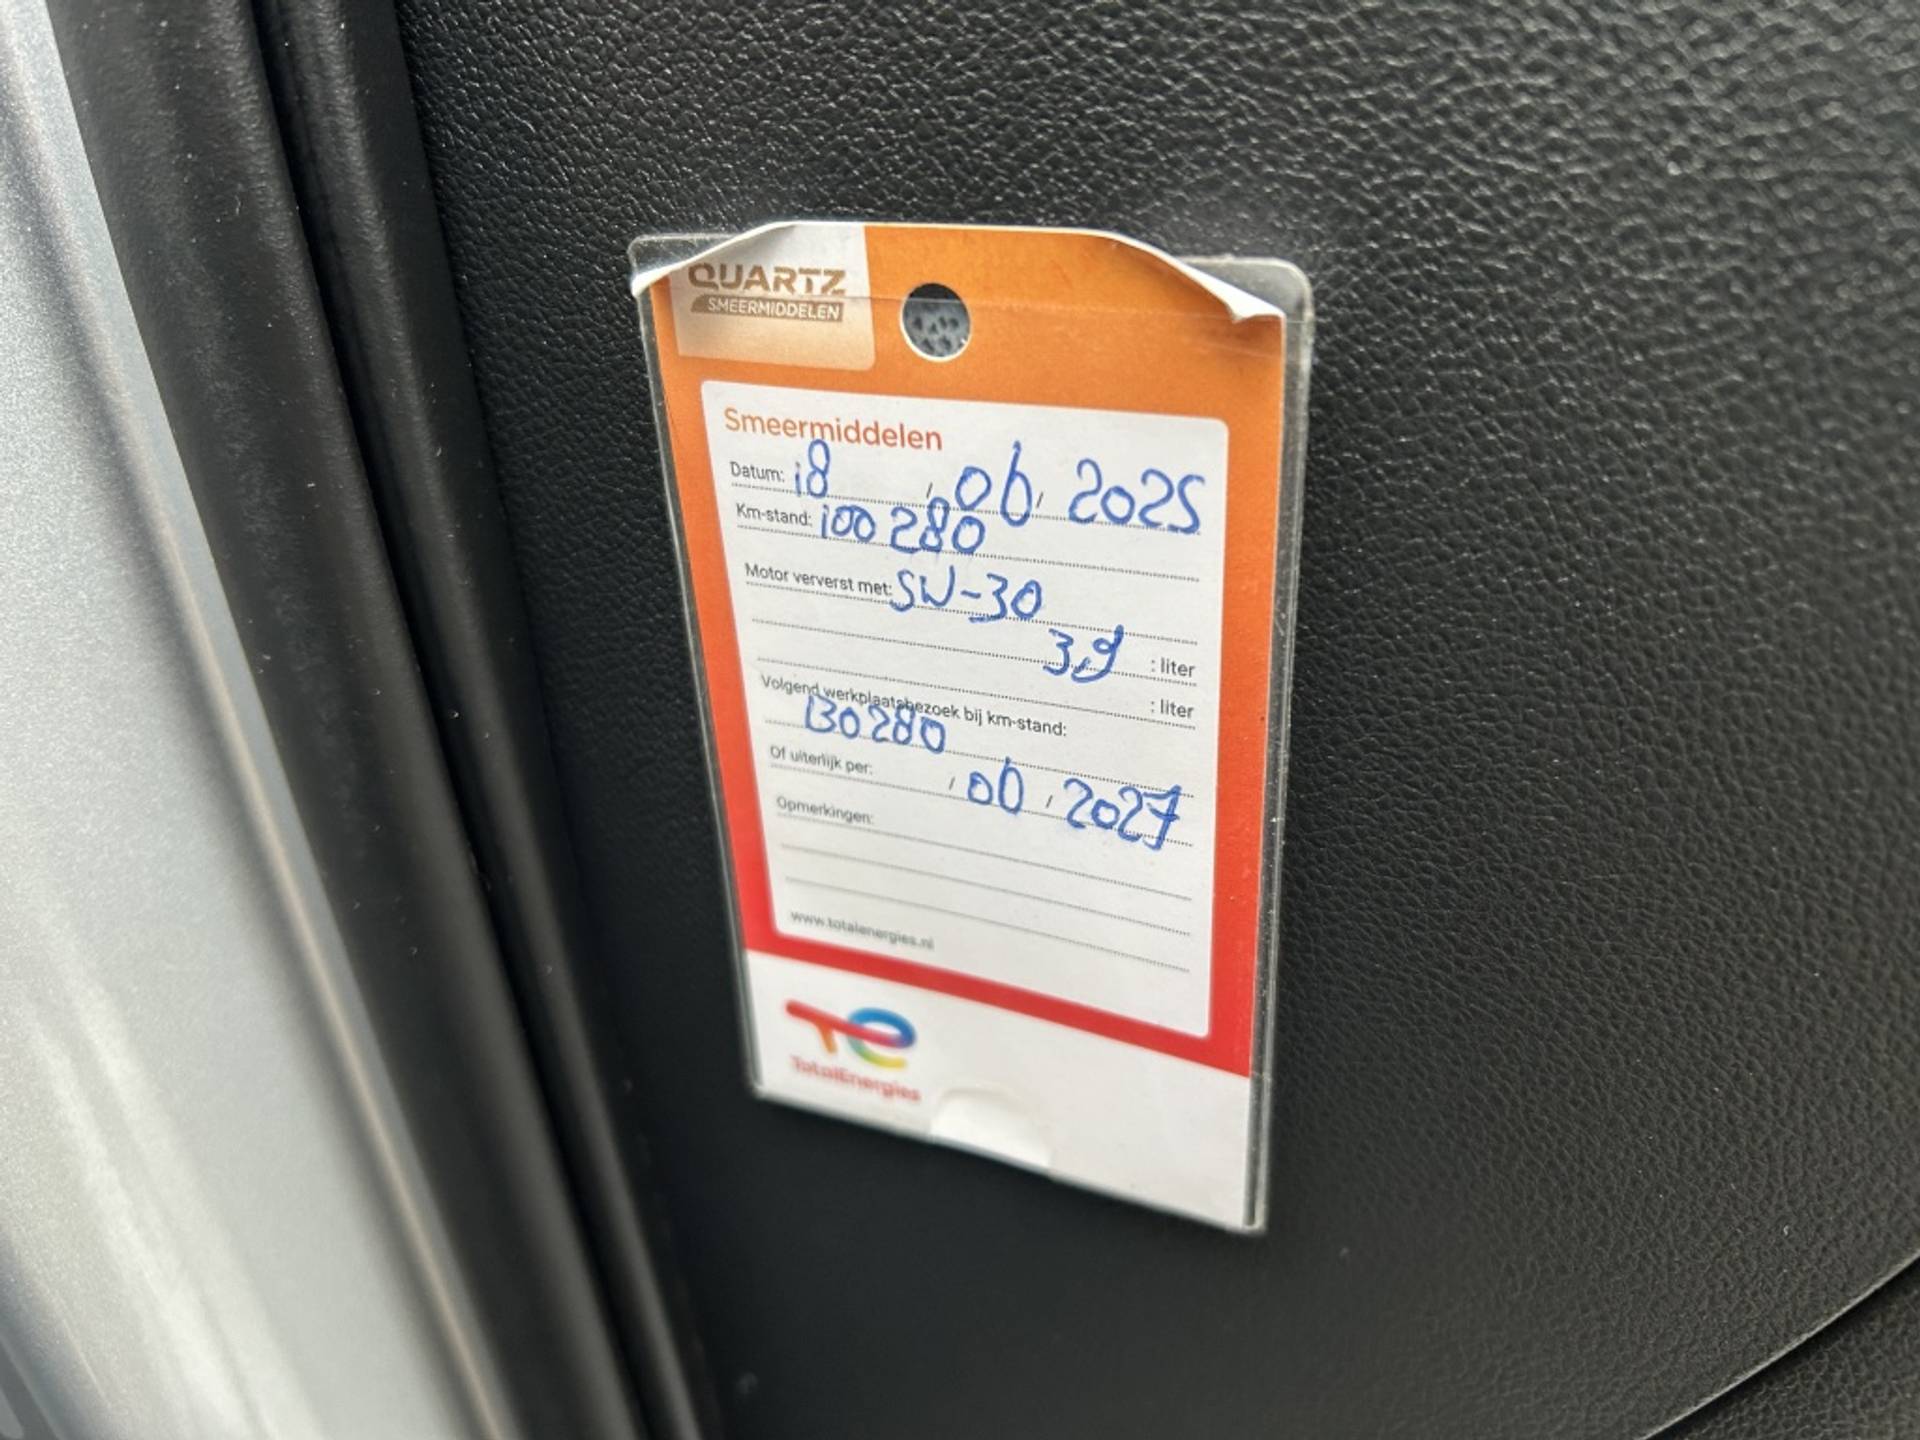 QUARTZ
SMEERMIDDELEN
Smeermiddelen
Datum: 18 / 06 / 2025
Km-stand: 100280
Motor ververst met: 5W-30
3,9 : liter
: liter
Volgend werkplaatsbezoek bij km-stand:
130280
Of uiterlijk per: / 06 / 2027
Opmerkingen:
www.totalenergies.nl
TotalEnergies